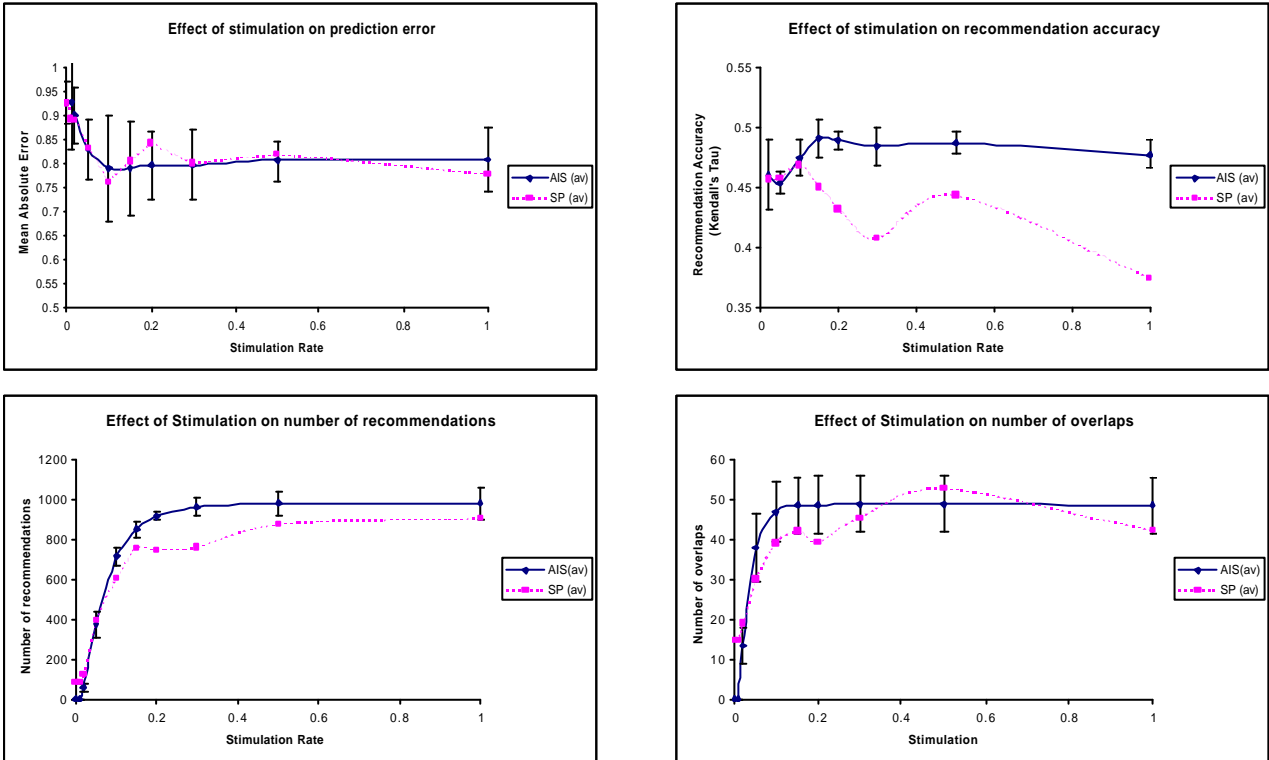 Effect of stimulation on prediction error
1
0.95
0.9
0.85
0.8
0.75
0.7
0.65
0.6
0.55
0.5
0
0.2
0.4
0.6
0.8
1
Mean Absolute Error
Stimulation Rate
AIS (av)
SP (av)
Effect of stimulation on recommendation accuracy
0.55
0.5
0.45
0.4
0.35
0
0.2
0.4
0.6
0.8
1
Recommendation Accuracy
(Kendall's Tau)
Stimulation Rate
AIS (av)
SP (av)
Effect of Stimulation on number of recommendations
1200
1000
800
600
400
200
0
0
0.2
0.4
0.6
0.8
1
Number of recommendations
Stimulation Rate
AIS(av)
SP (av)
Effect of Stimulation on number of overlaps
60
50
40
30
20
10
0
0
0.2
0.4
0.6
0.8
1
Number of overlaps
Stimulation
AIS (av)
SP (av)